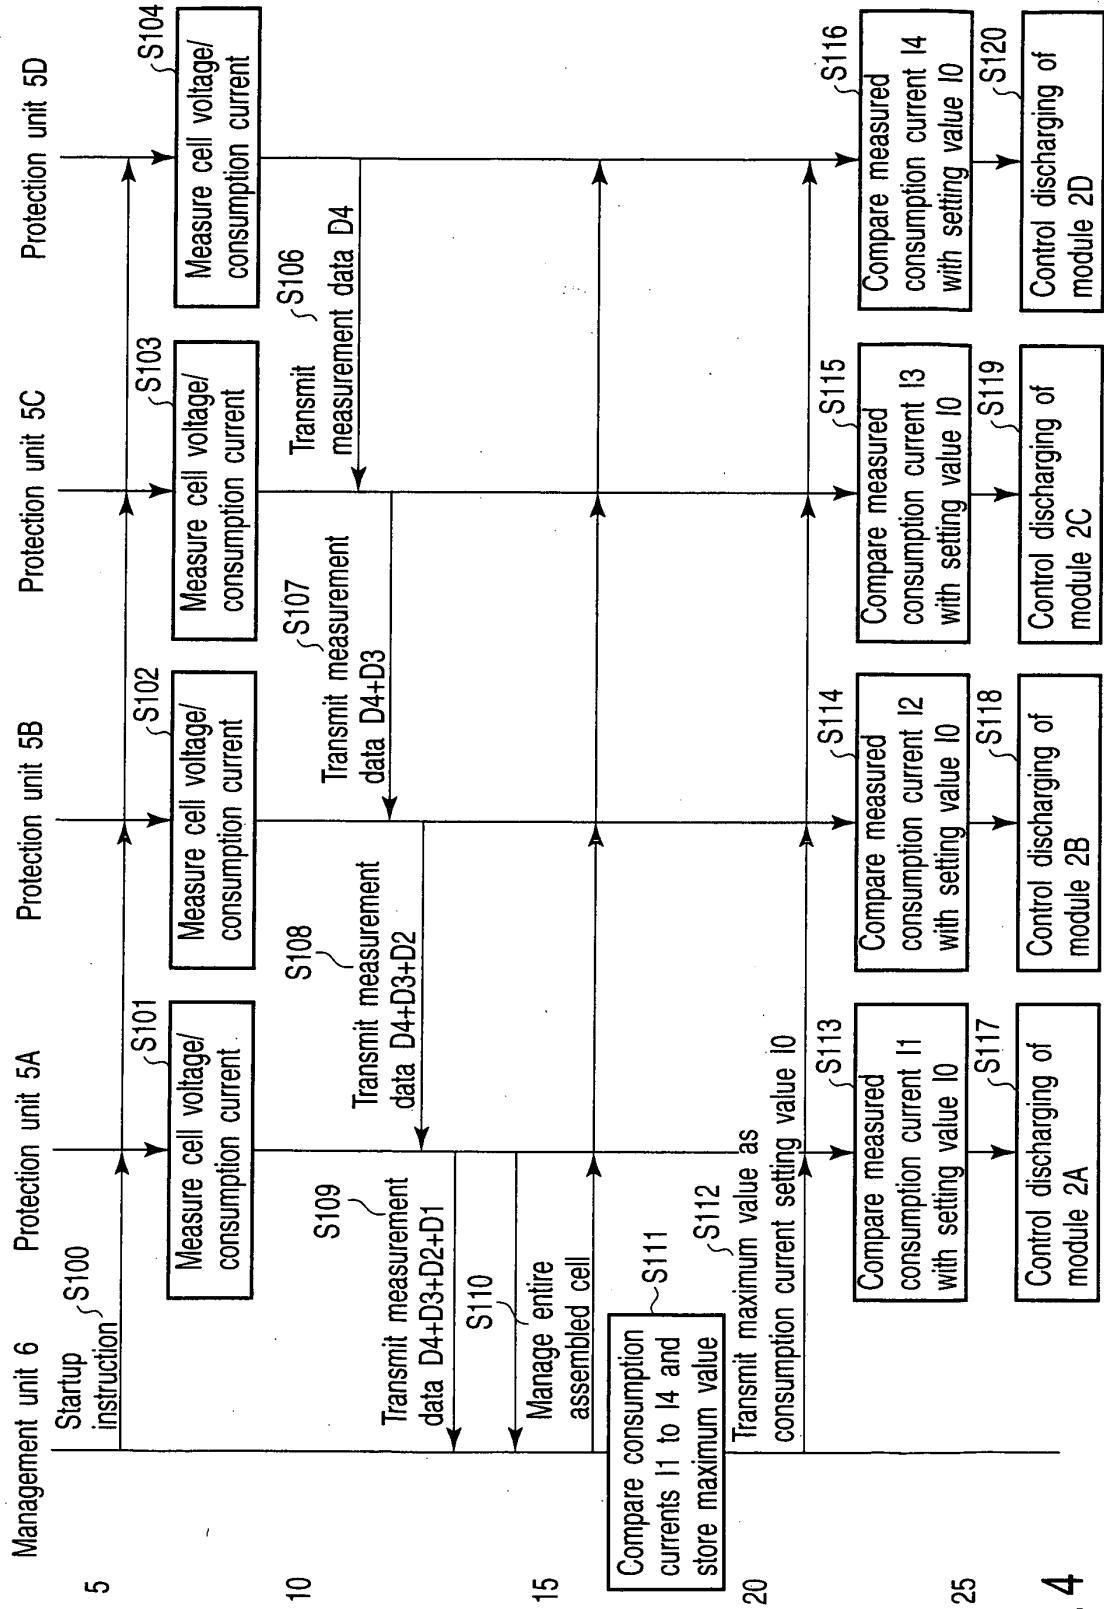 Management unit 6
Protection unit 5A
Protection unit 5B
Protection unit 5C
Protection unit 5D
5
Startup
instruction
S100
S101
Measure cell voltage/
consumption current
S102
Measure cell voltage/
consumption current
S103
Measure cell voltage/
consumption current
S104
Measure cell voltage/
consumption current
10
S106
Transmit
measurement data D4
S107
Transmit measurement
data D4+D3
S108
Transmit measurement
data D4+D3+D2
S109
Transmit measurement
data D4+D3+D2+D1
S110
15
Manage entire
assembled cell
S111
Compare consumption
currents I1 to I4 and
store maximum value
20
S112
Transmit maximum value as
consumption current setting value I0
S113
Compare measured
consumption current I1
with setting value I0
S114
Compare measured
consumption current I2
with setting value I0
S115
Compare measured
consumption current I3
with setting value I0
S116
Compare measured
consumption current I4
with setting value I0
25
S117
Control discharging of
module 2A
S118
Control discharging of
module 2B
S119
Control discharging of
module 2C
S120
Control discharging of
module 2D
4